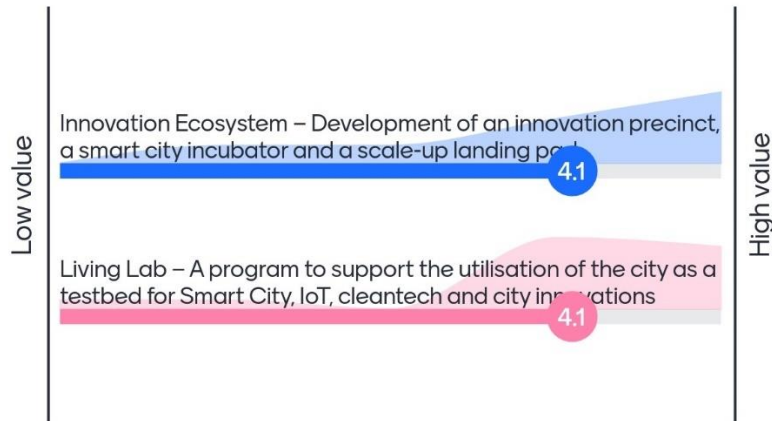 Low value
Innovation Ecosystem – Development of an innovation precinct,
a smart city incubator and a scale-up landing pad
4.1
Living Lab – A program to support the utilisation of the city as a
testbed for Smart City, IoT, cleantech and city innovations
4.1
High value